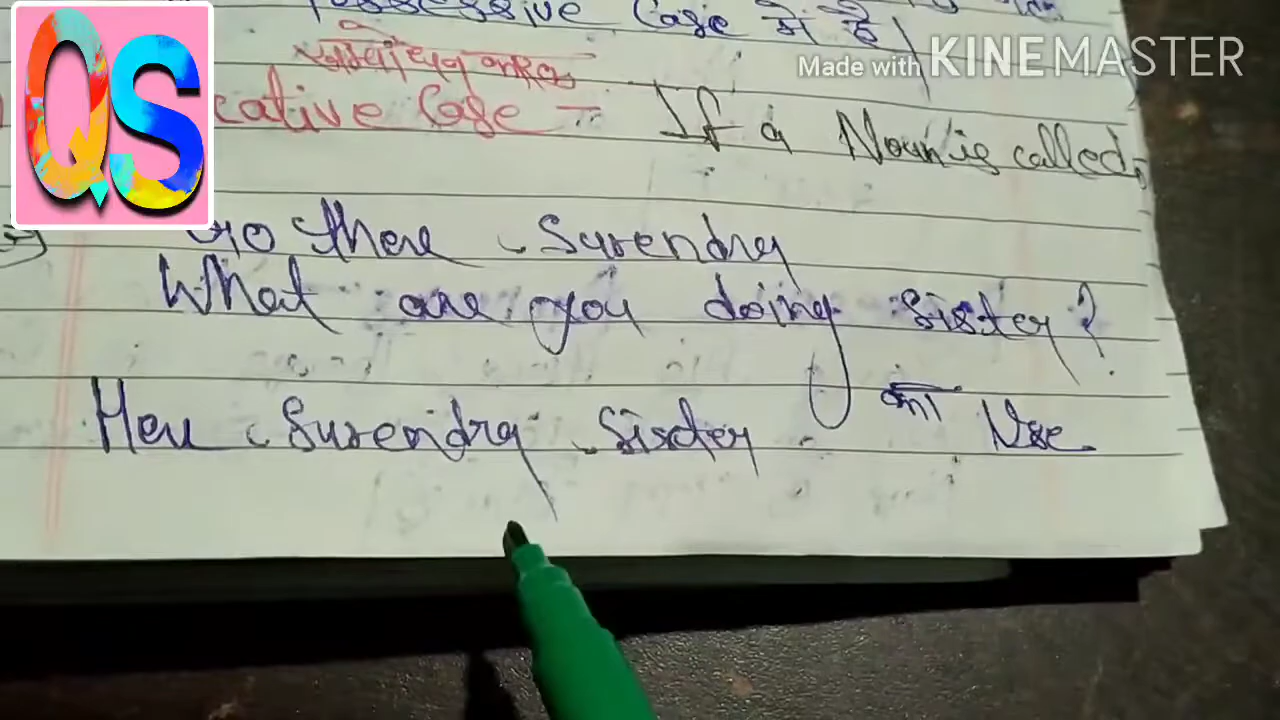 Possessive Case में है।
सम्बोधन कारक
cative Case - If a Noun is called,
Go there Surendra
What are you doing sister?
Here Surendra Sister का Use
QS
Made with KINEMASTER